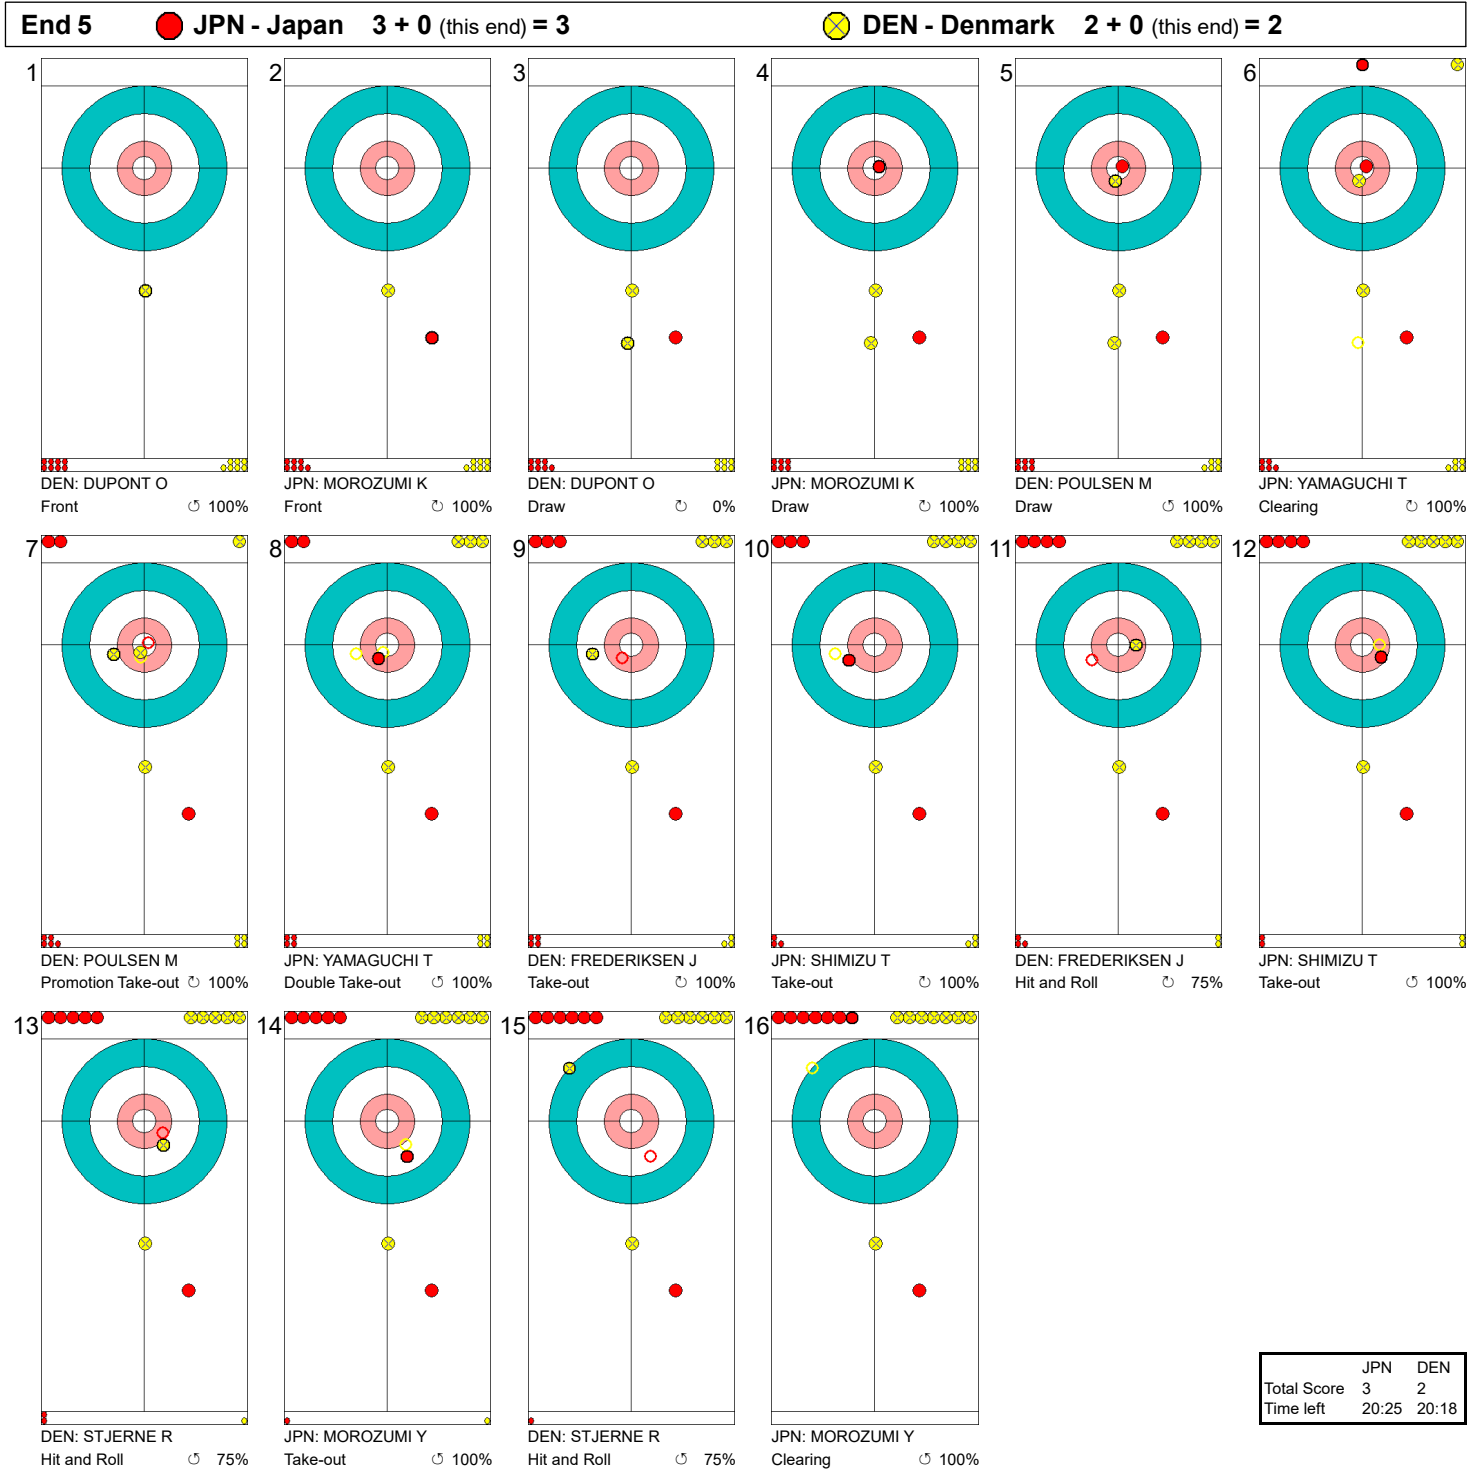 End 5 JPN - Japan 3 + 0 (this end) = 3 DEN - Denmark 2 + 0 (this end) = 2
1 2 3 4 5 6
DEN: DUPONT O JPN: MOROZUMI K DEN: DUPONT O JPN: MOROZUMI K DEN: POULSEN M JPN: YAMAGUCHI T
Front ↺ 100% Front ↺ 100% Draw ↻ 0% Draw ↻ 100% Draw ↻ 100% Clearing ↻ 100%
7 8 9 10 11 12
DEN: POULSEN M JPN: YAMAGUCHI T DEN: FREDERIKSEN J JPN: SHIMIZU T DEN: FREDERIKSEN J JPN: SHIMIZU T
Promotion Take-out ↻ 100% Double Take-out ↺ 100% Take-out ↻ 100% Take-out ↺ 100% Hit and Roll ↻ 75% Take-out ↻ 100%
13 14 15 16
DEN: STJERNE R JPN: MOROZUMI Y DEN: STJERNE R JPN: MOROZUMI Y
Hit and Roll ↺ 75% Take-out ↺ 100% Hit and Roll ↺ 75% Clearing ↺ 100%
JPN DEN
Total Score 3 2
Time left 20:25 20:18